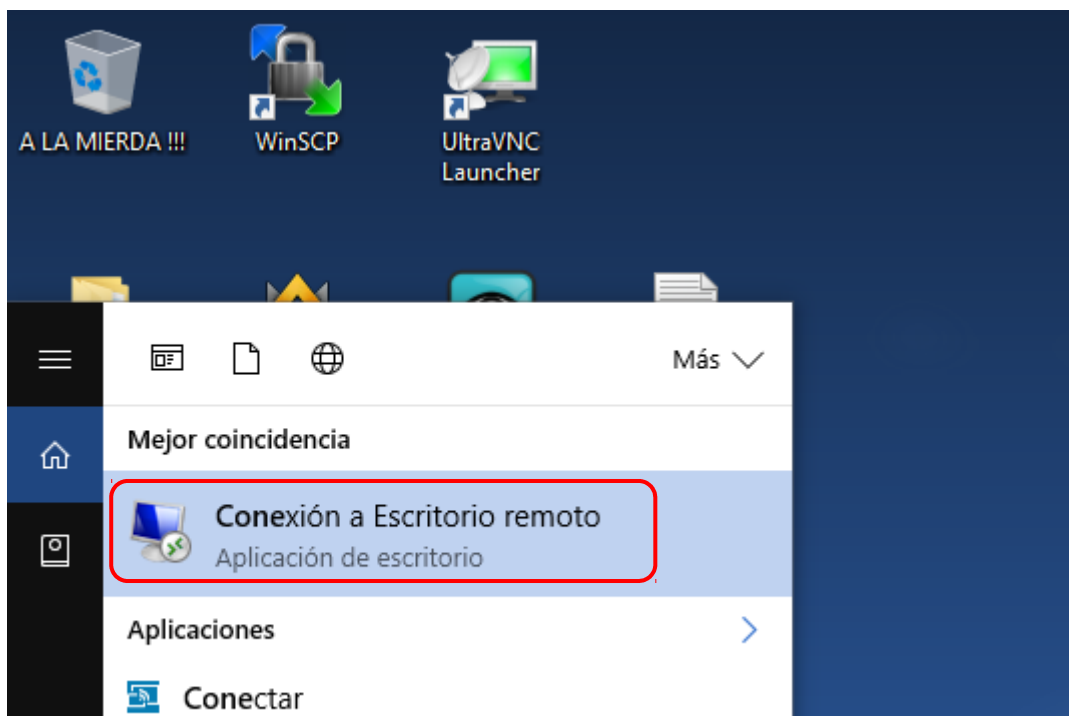 A LA MIERDA !!!
WinSCP
UltraVNC
Launcher
Más
Mejor coincidencia
Conexión a Escritorio remoto
Aplicación de escritorio
Aplicaciones
Conectar